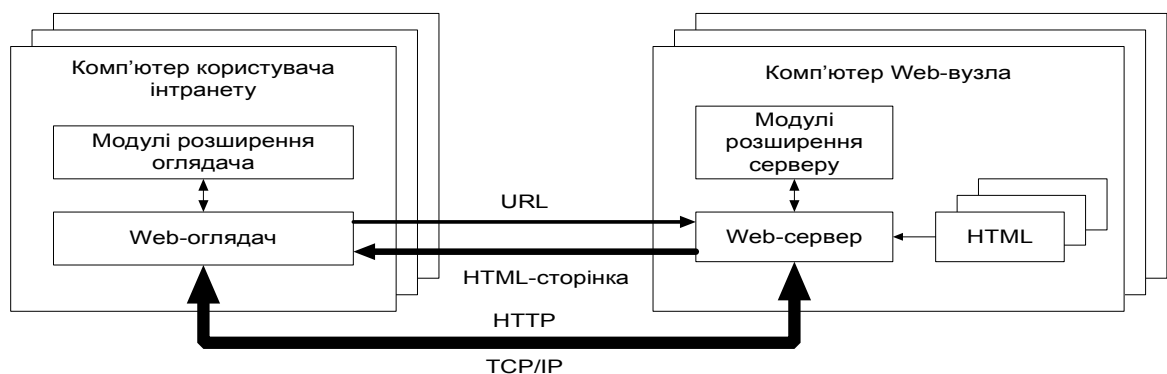 Комп'ютер користувача
інтранету
Модулі розширення
оглядача
Web-оглядач
URL
HTML-сторінка
HTTP
TCP/IP
Комп'ютер Web-вузла
Модулі
розширення
серверу
Web-сервер
HTML